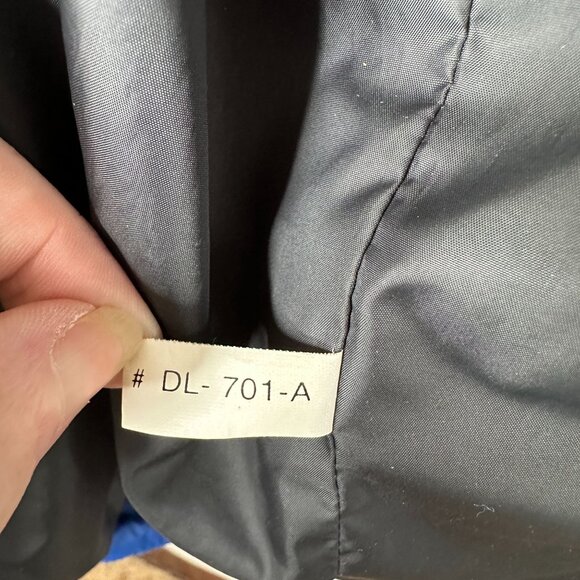 # DL- 701-A